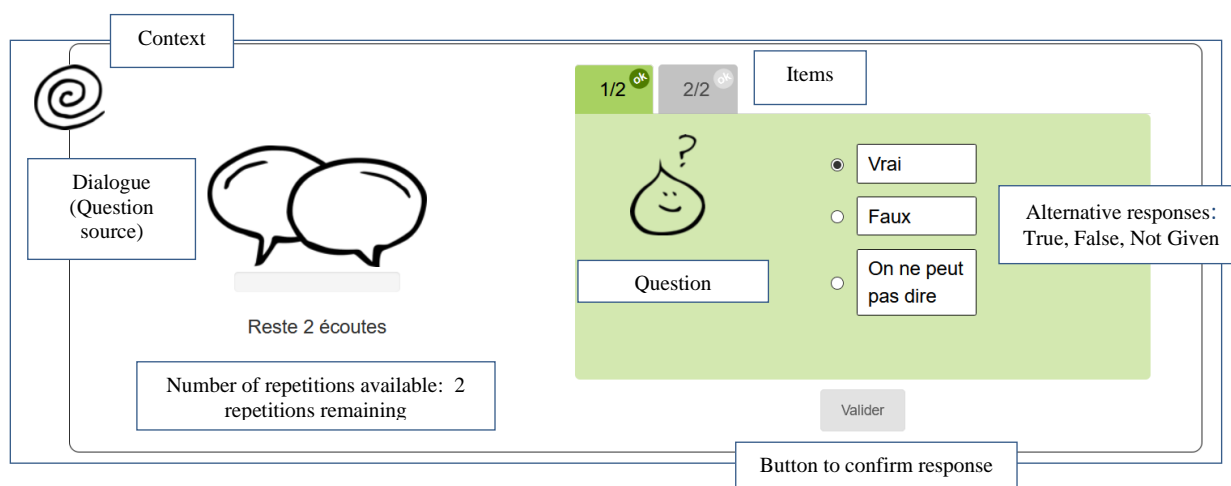 Context
1/2 ok
2/2 ok
Items
?
Dialogue
(Question
source)
Vrai
Faux
On ne peut
pas dire
Alternative responses:
True, False, Not Given
Question
Reste 2 écoutes
Number of repetitions available: 2
repetitions remaining
Valider
Button to confirm response